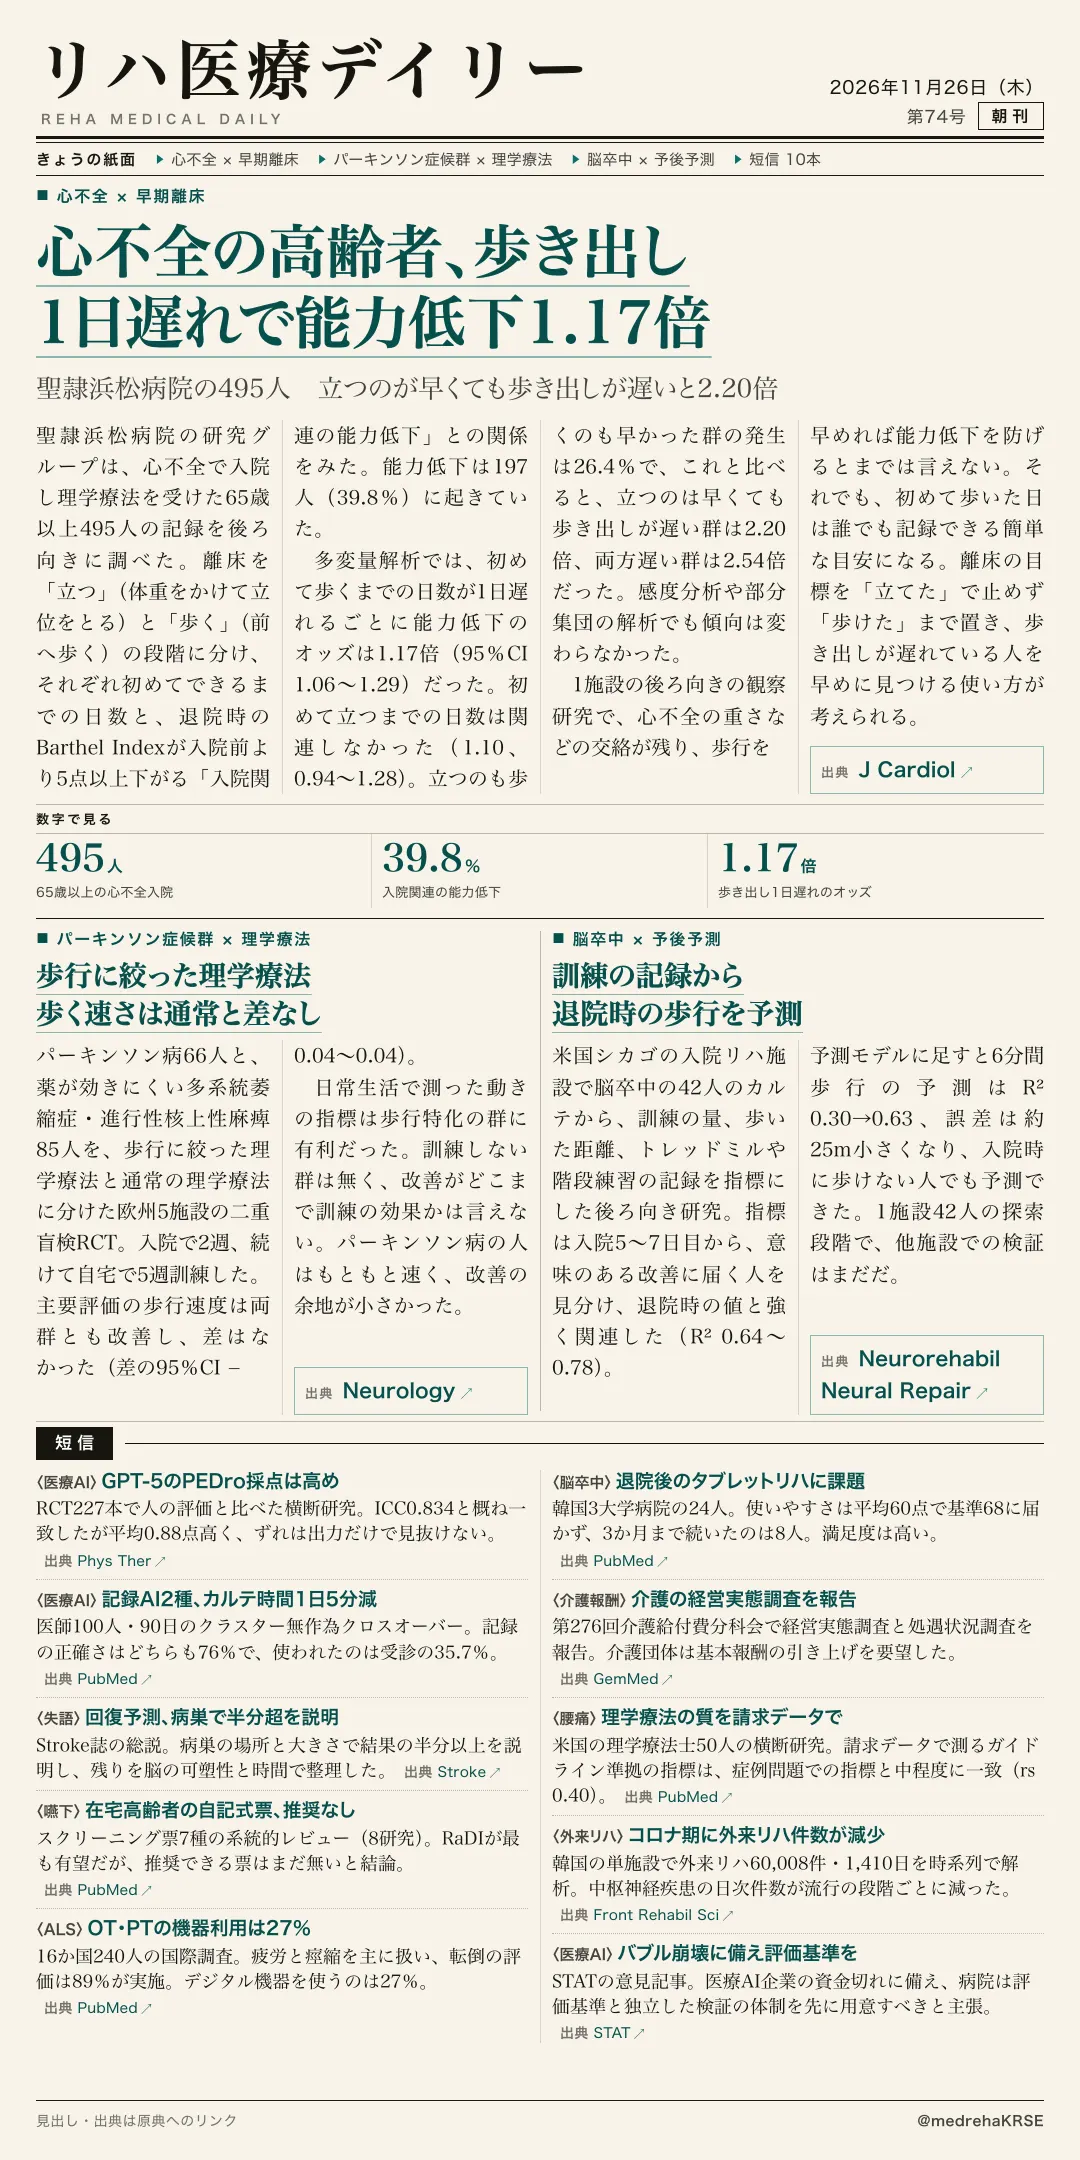 リハ医療デイリー
REHA MEDICAL DAILY
2026年11月26日（木）
第74号 朝刊
きょうの紙面 ▶ 心不全 × 早期離床 ▶ パーキンソン症候群 × 理学療法 ▶ 脳卒中 × 予後予測 ▶ 短信 10本
■ 心不全 × 早期離床
心不全の高齢者、歩き出し
1日遅れで能力低下1.17倍
聖隷浜松病院の495人　立つのが早くても歩き出しが遅いと2.20倍
聖隷浜松病院の研究グ
ループは、心不全で入院
し理学療法を受けた65歳
以上495人の記録を後ろ
向きに調べた。離床を
「立つ」（体重をかけて立
位をとる）と「歩く」（前
へ歩く）の段階に分け、
それぞれ初めてできるま
での日数と、退院時の
Barthel Indexが入院前よ
り5点以上下がる「入院関
連の能力低下」との関係
をみた。能力低下は197
人（39.8%）に起きてい
た。
　多変量解析では、初め
て歩くまでの日数が1日遅
れるごとに能力低下の
オッズは1.17倍（95%CI
1.06〜1.29）だった。初
めて立つまでの日数は関
連しなかった（1.10、
0.94〜1.28）。立つのも歩
くのも早かった群の発生
は26.4%で、これと比べ
ると、立つのは早くても
歩き出しが遅い群は2.20
倍、両方遅い群は2.54倍
だった。感度分析や部分
集団の解析でも傾向は変
わらなかった。
　1施設の後ろ向きの観察
研究で、心不全の重さな
どの交絡が残り、歩行を
早めれば能力低下を防げ
るとまでは言えない。そ
れでも、初めて歩いた日
は誰でも記録できる簡単
な目安になる。離床の目
標を「立てた」で止めず
「歩けた」まで置き、歩
き出しが遅れている人を
早めに見つける使い方が
考えられる。
出典 J Cardiol ↗
数字で見る
495人
65歳以上の心不全入院
39.8%
入院関連の能力低下
1.17倍
歩き出し1日遅れのオッズ
■ パーキンソン症候群 × 理学療法
歩行に絞った理学療法
歩く速さは通常と差なし
パーキンソン病66人と、
薬が効きにくい多系統萎
縮症・進行性核上性麻痺
85人を、歩行に絞った理
学療法と通常の理学療法
に分けた欧州5施設の二重
盲検RCT。入院で2週、続
けて自宅で5週訓練した。
主要評価の歩行速度は両
群とも改善し、差はな
かった（差の95%CI −
0.04〜0.04）。
　日常生活で測った動き
の指標は歩行特化の群に
有利だった。訓練しない
群は無く、改善がどこま
で訓練の効果かは言えな
い。パーキンソン病の人
はもともと速く、改善の
余地が小さかった。
出典 Neurology ↗
■ 脳卒中 × 予後予測
訓練の記録から
退院時の歩行を予測
米国シカゴの入院リハ施
設で脳卒中の42人のカル
テから、訓練の量、歩い
た距離、トレッドミルや
階段練習の記録を指標に
した後ろ向き研究。指標
は入院5〜7日目から、意
味のある改善に届く人を
見分け、退院時の値と強
く関連した（R² 0.64〜
0.78）。
予測モデルに足すと6分間
歩行の予測はR²
0.30→0.63、誤差は約
25m小さくなり、入院時
に歩けない人でも予測で
きた。1施設42人の探索
段階で、他施設での検証
はまだだ。
出典 Neurorehabil
Neural Repair ↗
短信
〈医療AI〉GPT-5のPEDro採点は高め
RCT227本で人の評価と比べた横断研究。ICC0.834と概ね一
致したが平均0.88点高く、ずれは出力だけで見抜けない。
出典 Phys Ther ↗
〈医療AI〉記録AI2種、カルテ時間1日5分減
医師100人・90日のクラスター無作為クロスオーバー。記録
の正確さはどちらも76%で、使われたのは受診の35.7%。
出典 PubMed ↗
〈失語〉回復予測、病巣で半分超を説明
Stroke誌の総説。病巣の場所と大きさで結果の半分以上を説
明し、残りを脳の可塑性と時間で整理した。 出典 Stroke ↗
〈嚥下〉在宅高齢者の自記式票、推奨なし
スクリーニング票7種の系統的レビュー（8研究）。RaDIが最
も有望だが、推奨できる票はまだ無いと結論。
出典 PubMed ↗
〈ALS〉OT・PTの機器利用は27%
16か国240人の国際調査。疲労と痙縮を主に扱い、転倒の評
価は89%が実施。デジタル機器を使うのは27%。
出典 PubMed ↗
〈脳卒中〉退院後のタブレットリハに課題
韓国3大学病院の24人。使いやすさは平均60点で基準68に届
かず、3か月まで続いたのは8人。満足度は高い。
出典 PubMed ↗
〈介護報酬〉介護の経営実態調査を報告
第276回介護給付費分科会で経営実態調査と処遇状況調査を
報告。介護団体は基本報酬の引き上げを要望した。
出典 GemMed ↗
〈腰痛〉理学療法の質を請求データで
米国の理学療法士50人の横断研究。請求データで測るガイド
ライン準拠の指標は、症例問題での指標と中程度に一致（rs
0.40）。 出典 PubMed ↗
〈外来リハ〉コロナ期に外来リハ件数が減少
韓国の単施設で外来リハ60,008件・1,410日を時系列で解
析。中枢神経疾患の日次件数が流行の段階ごとに減った。
出典 Front Rehabil Sci ↗
〈医療AI〉バブル崩壊に備え評価基準を
STATの意見記事。医療AI企業の資金切れに備え、病院は評
価基準と独立した検証の体制を先に用意すべきと主張。
出典 STAT ↗
見出し・出典は原典へのリンク
@medrehaKRSE